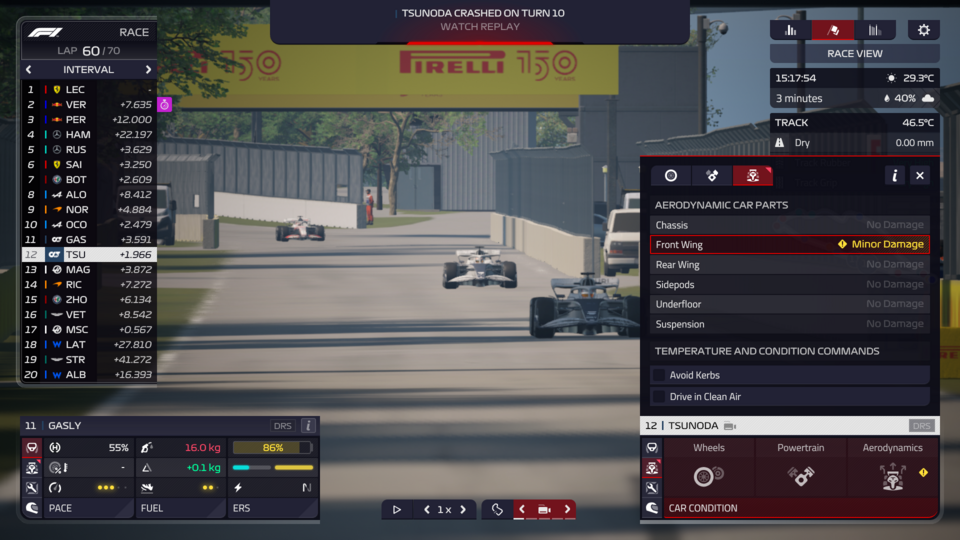 TSUNODA CRASHED ON TURN 10
WATCH REPLAY
RACE
LAP 60/70
INTERVAL
1 LEC -
2 VER +7.635
3 PER +12.000
4 HAM +22.197
5 RUS +3.629
6 SAI +3.250
7 BOT +2.609
8 ALO +8.412
9 NOR +4.884
10 OCO +2.479
11 GAS +3.591
12 TSU +1.966
13 MAG +3.872
14 RIC +7.272
15 ZHO +6.134
16 VET +8.542
17 MSC +0.567
18 LAT +27.810
19 STR +41.272
20 ALB +16.393
150
YEARS
PIRELLI 150
YEARS
RACE VIEW
15:17:54 29.3°C
3 minutes 40%
TRACK 46.5°C
Dry 0.00 mm
AERODYNAMIC CAR PARTS
Chassis No Damage
Front Wing Minor Damage
Rear Wing No Damage
Sidepods No Damage
Underfloor No Damage
Suspension No Damage
TEMPERATURE AND CONDITION COMMANDS
Avoid Kerbs
Drive in Clean Air
12 TSUNODA DRS
Wheels Powertrain Aerodynamics
CAR CONDITION
11 GASLY DRS i
55% 16.0 kg 86%
- +0.1 kg
N
PACE FUEL ERS
1x